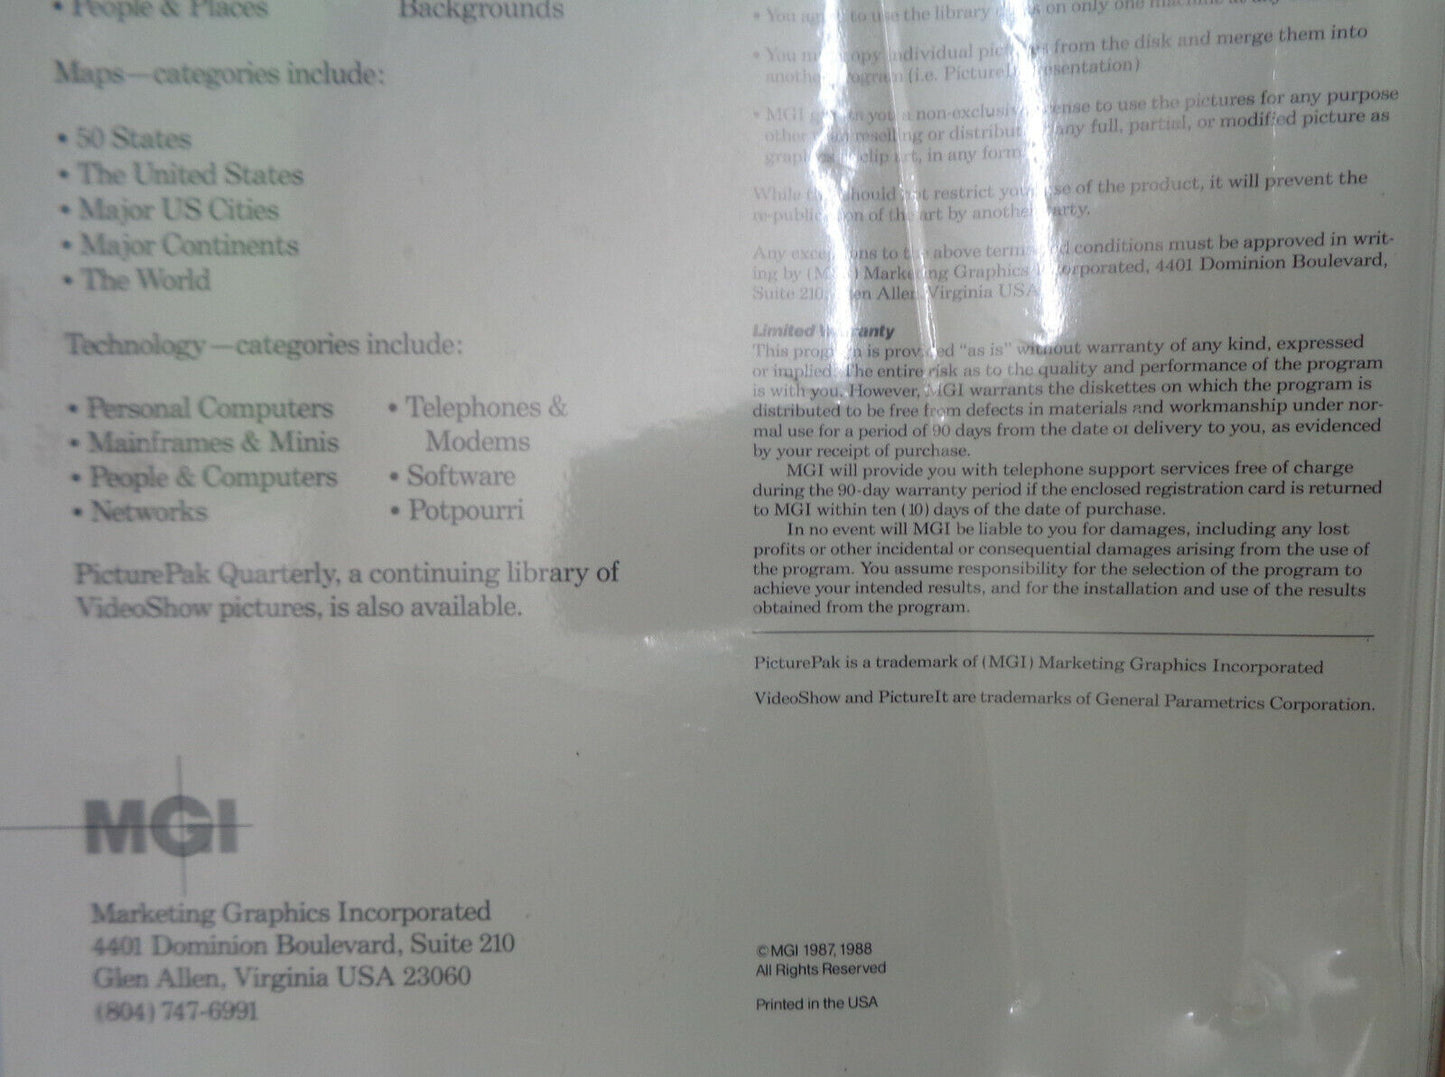 • People & Places
Backgrounds
Maps—categories include:
• 50 States
• The United States
• Major US Cities
• Major Continents
• The World
Technology—categories include:
• Personal Computers
• Mainframes & Minis
• People & Computers
• Networks
• Telephones &
Modems
• Software
• Potpourri
PicturePak Quarterly, a continuing library of
VideoShow pictures, is also available.
MGI
Marketing Graphics Incorporated
4401 Dominion Boulevard, Suite 210
Glen Allen, Virginia USA 23060
(804) 747-6991
• You to use the library on only one
• You individual from the disk and merge them into
(i.e.
• MGI you a non-exclusive to use the pictures for any purpose
other reselling or any full, partial, or modified picture as
clip art, in any form
While should not restrict your use of the product, it will prevent the
re-publication of the art by another party.
Any exceptions to the above terms and conditions must be approved in writ-
ing by (MGI) Marketing Graphics Incorporated, 4401 Dominion Boulevard,
Suite 210, Glen Allen, Virginia USA
Limited Warranty
This program is provided "as is" without warranty of any kind, expressed
or implied. The entire risk as to the quality and performance of the program
is with you. However, MGI warrants the diskettes on which the program is
distributed to be free from defects in materials and workmanship under nor-
mal use for a period of 90 days from the date of delivery to you, as evidenced
by your receipt of purchase.
MGI will provide you with telephone support services free of charge
during the 90-day warranty period if the enclosed registration card is returned
to MGI within ten (10) days of the date of purchase.
In no event will MGI be liable to you for damages, including any lost
profits or other incidental or consequential damages arising from the use of
the program. You assume responsibility for the selection of the program to
achieve your intended results, and for the installation and use of the results
obtained from the program.
PicturePak is a trademark of (MGI) Marketing Graphics Incorporated
VideoShow and PictureIt are trademarks of General Parametrics Corporation.
© MGI 1987, 1988
All Rights Reserved
Printed in the USA